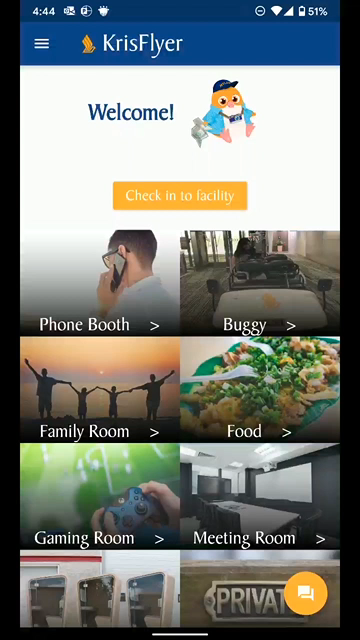 4:44
51%
KrisFlyer
Welcome!
Check in to facility
Phone Booth >
Buggy >
Family Room >
Food >
Gaming Room >
Meeting Room >
PRIVAT